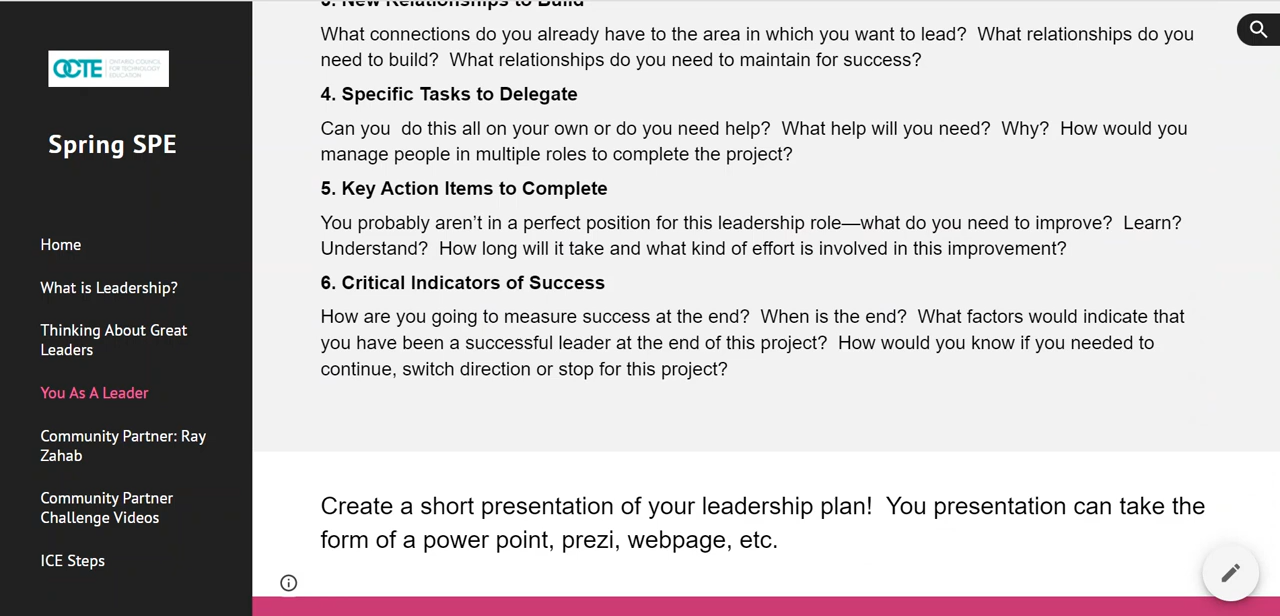 OCTE
ONTARIO COUNCIL
FOR TECHNOLOGY
EDUCATION
Spring SPE
Home
What is Leadership?
Thinking About Great
Leaders
You As A Leader
Community Partner: Ray
Zahab
Community Partner
Challenge Videos
ICE Steps
3. New Relationships to Build
What connections do you already have to the area in which you want to lead?  What relationships do you
need to build?  What relationships do you need to maintain for success?
4. Specific Tasks to Delegate
Can you  do this all on your own or do you need help?  What help will you need?  Why?  How would you
manage people in multiple roles to complete the project?
5. Key Action Items to Complete
You probably aren’t in a perfect position for this leadership role—what do you need to improve?  Learn?
Understand?  How long will it take and what kind of effort is involved in this improvement?
6. Critical Indicators of Success
How are you going to measure success at the end?  When is the end?  What factors would indicate that
you have been a successful leader at the end of this project?  How would you know if you needed to
continue, switch direction or stop for this project?
Create a short presentation of your leadership plan!  You presentation can take the
form of a power point, prezi, webpage, etc.